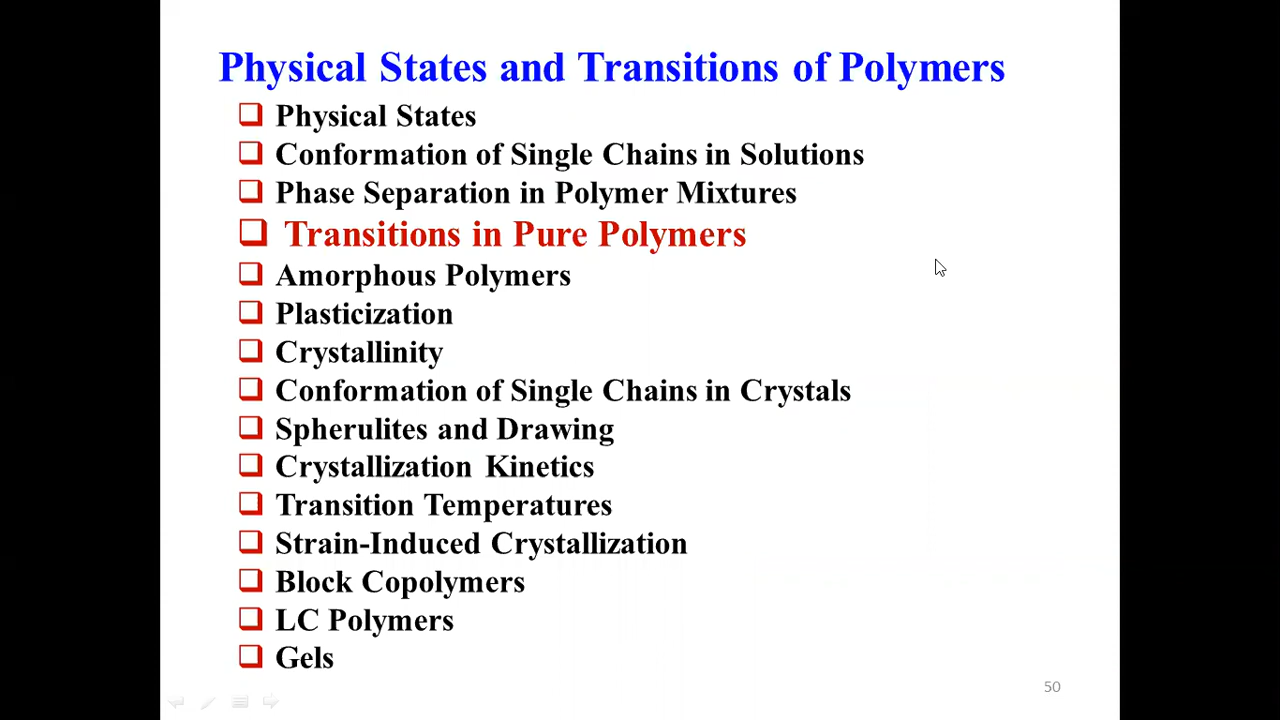 Physical States and Transitions of Polymers
Physical States
Conformation of Single Chains in Solutions
Phase Separation in Polymer Mixtures
Transitions in Pure Polymers
Amorphous Polymers
Plasticization
Crystallinity
Conformation of Single Chains in Crystals
Spherulites and Drawing
Crystallization Kinetics
Transition Temperatures
Strain-Induced Crystallization
Block Copolymers
LC Polymers
Gels
50